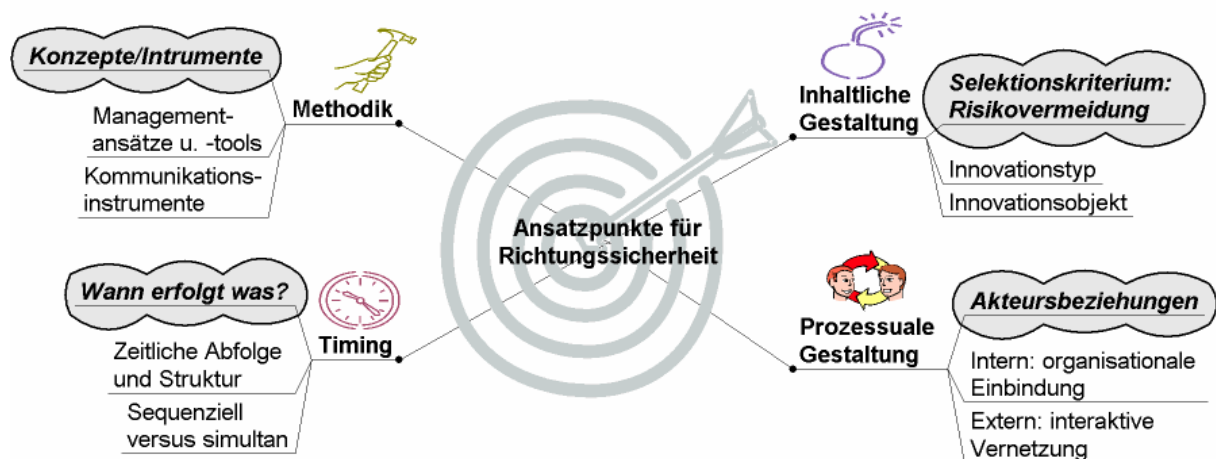 Konzepte/Intrumente
Management-
ansätze u. -tools
Kommunikations-
instrumente
Methodik
Inhaltliche
Gestaltung
Selektionskriterium:
Risikovermeidung
Innovationstyp
Innovationsobjekt
Ansatzpunkte für
Richtungssicherheit
Wann erfolgt was?
Zeitliche Abfolge
und Struktur
Sequenziell
versus simultan
Timing
Prozessuale
Gestaltung
Akteursbeziehungen
Intern: organisationale
Einbindung
Extern: interaktive
Vernetzung